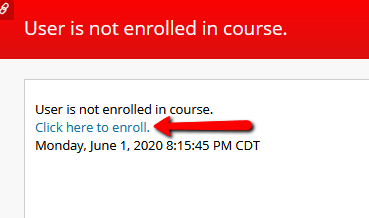 User is not enrolled in course.
User is not enrolled in course.
Click here to enroll.
Monday, June 1, 2020 8:15:45 PM CDT